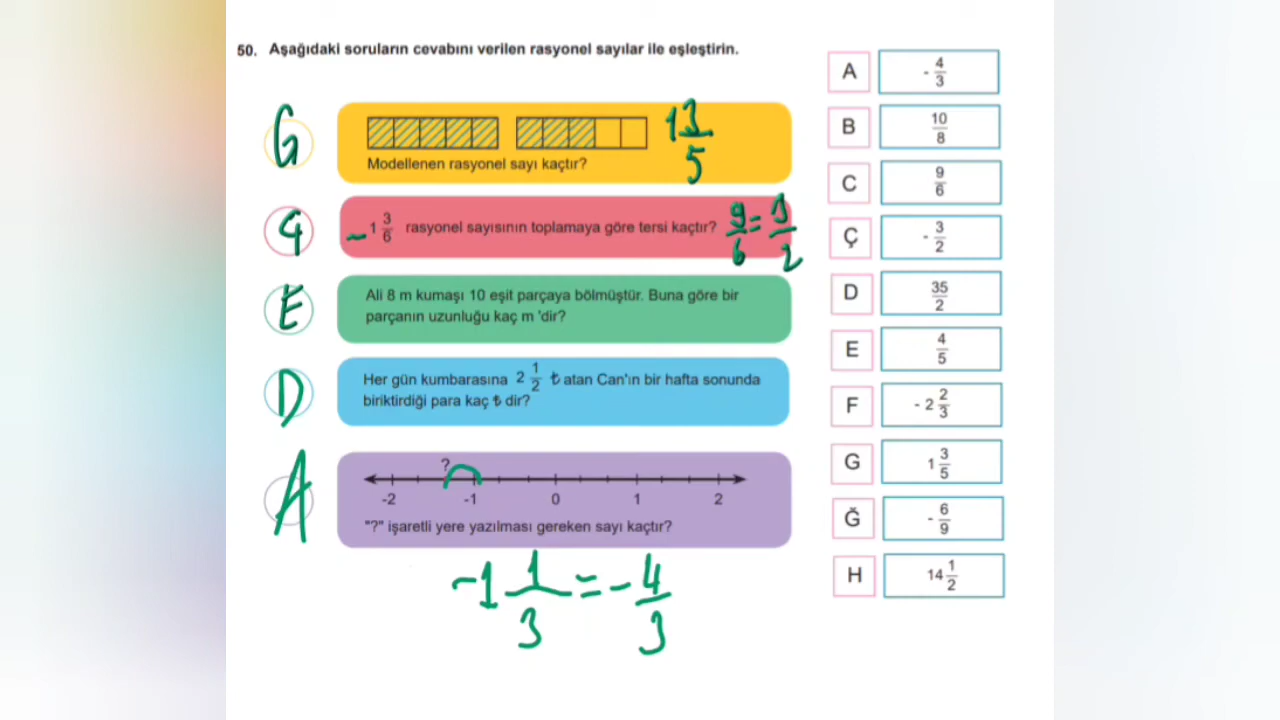 50. Aşağıdaki soruların cevabını verilen rasyonel sayılar ile eşleştirin.
G
1 3/5
Modellenen rasyonel sayı kaçtır?
Ç
-1 3/6 rasyonel sayısının toplamaya göre tersi kaçtır? 9/6 = 3/2
E
Ali 8 m kumaşı 10 eşit parçaya bölmüştür. Buna göre bir
parçanın uzunluğu kaç m 'dir?
D
Her gün kumbarasına 2 1/2 ₺ atan Can'ın bir hafta sonunda
biriktirdiği para kaç ₺ dir?
A
?
-2 -1 0 1 2
"?" işaretli yere yazılması gereken sayı kaçtır?
-1 1/3 = -4/3
A - 4/3
B 10/8
C 9/6
Ç - 3/2
D 35/2
E 4/5
F - 2 2/3
G 1 3/5
Ğ - 6/9
H 14 1/2